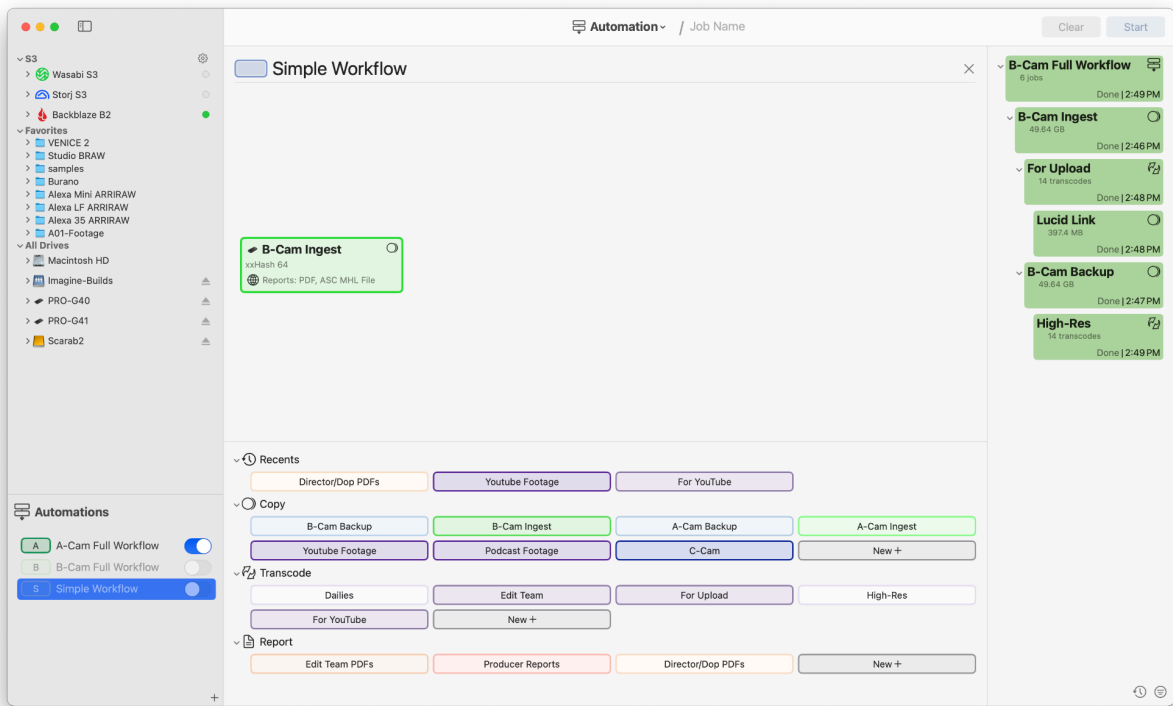 Automation / Job Name
Clear
Start
S3
Wasabi S3
Storj S3
Backblaze B2
Favorites
VENICE 2
Studio BRAW
samples
Burano
Alexa Mini ARRIRAW
Alexa LF ARRIRAW
Alexa 35 ARRIRAW
A01-Footage
All Drives
Macintosh HD
Imagine-Builds
PRO-G40
PRO-G41
Scarab2
Automations
A A-Cam Full Workflow
B B-Cam Full Workflow
S Simple Workflow
+
Simple Workflow
B-Cam Ingest
xxHash 64
Reports: PDF, ASC MHL File
Recents
Director/Dop PDFs
Youtube Footage
For YouTube
Copy
B-Cam Backup
B-Cam Ingest
A-Cam Backup
A-Cam Ingest
Youtube Footage
Podcast Footage
C-Cam
New +
Transcode
Dailies
Edit Team
For Upload
High-Res
For YouTube
New +
Report
Edit Team PDFs
Producer Reports
Director/Dop PDFs
New +
B-Cam Full Workflow
6 jobs
Done | 2:49 PM
B-Cam Ingest
49.64 GB
Done | 2:46 PM
For Upload
14 transcodes
Done | 2:48 PM
Lucid Link
397.4 MB
Done | 2:48 PM
B-Cam Backup
49.64 GB
Done | 2:47 PM
High-Res
14 transcodes
Done | 2:49 PM